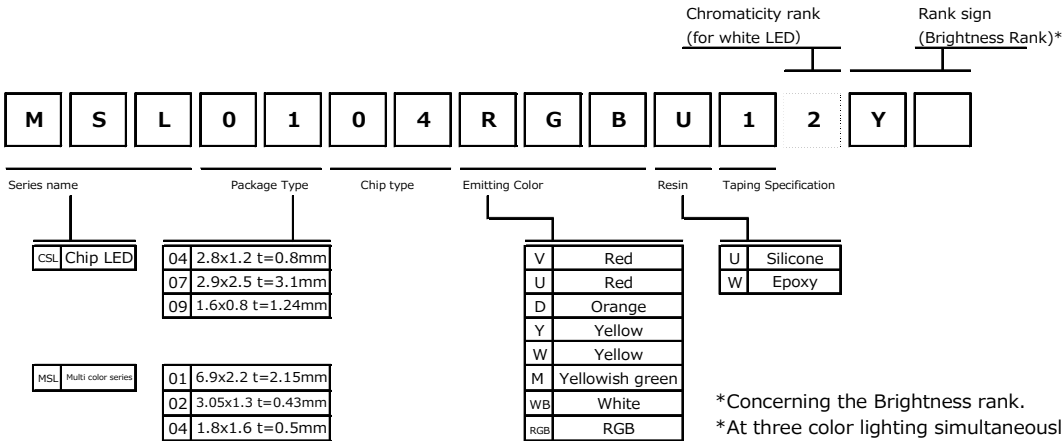 Chromaticity rank
(for white LED)
Rank sign
(Brightness Rank)*
M S L 0 1 0 4 R G B U 1 2 Y
Series name
Package Type
Chip type
Emitting Color
Resin
Taping Specification
CSL Chip LED
04 2.8x1.2 t=0.8mm
07 2.9x2.5 t=3.1mm
09 1.6x0.8 t=1.24mm
MSL Multi color series
01 6.9x2.2 t=2.15mm
02 3.05x1.3 t=0.43mm
04 1.8x1.6 t=0.5mm
V Red
U Red
D Orange
Y Yellow
W Yellow
M Yellowish green
WB White
RGB RGB
U Silicone
W Epoxy
*Concerning the Brightness rank.
*At three color lighting simultaneousl